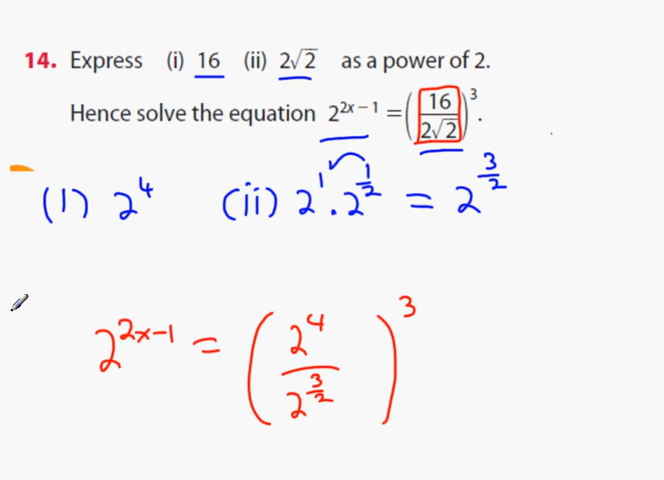 14. Express (i) 16 (ii) 2√2 as a power of 2.
Hence solve the equation 2^{2x−1} = (16/2√2)^3.
(1) 2^4 (ii) 2^1 . 2^{1/2} = 2^{3/2}
2^{2x−1} = (2^4/2^{3/2})^3